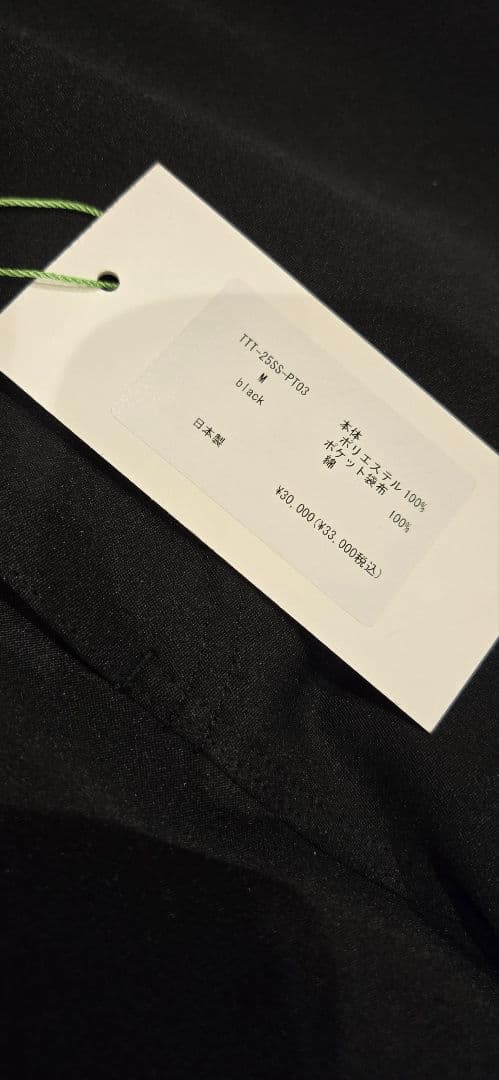 TTT-25SS-PT03
M
black
本体
ポリエステル 100%
ポケット袋布
綿 100%
日本製
¥30,000(¥33,000税込)